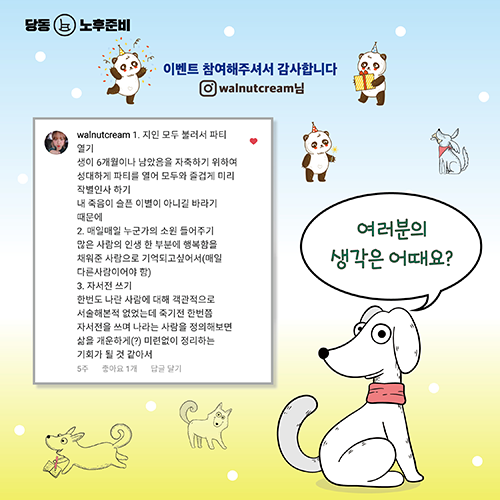 당동 노후준비
이벤트 참여해주셔서 감사합니다
walnutcream님
walnutcream 1. 지인 모두 불러서 파티
열기
생이 6개월이나 남았음을 자축하기 위하여
성대하게 파티를 열어 모두와 즐겁게 미리
작별인사 하기
내 죽음이 슬픈 이별이 아니길 바라기
때문에
2. 매일매일 누군가의 소원 들어주기
많은 사람의 인생 한 부분에 행복함을
채워준 사랑으로 기억되고싶어서(매일
다른사람이어야 함)
3. 자서전 쓰기
한번도 나란 사람에 대해 객관적으로
서술해본적 없었는데 죽기전 한번쯤
자서전을 쓰며 나라는 사람을 정의해보면
삶을 개운하게(?) 미련없이 정리하는
기회가 될 것 같아서
5주 좋아요 1개 답글 달기
여러분의
생각은 어때요?